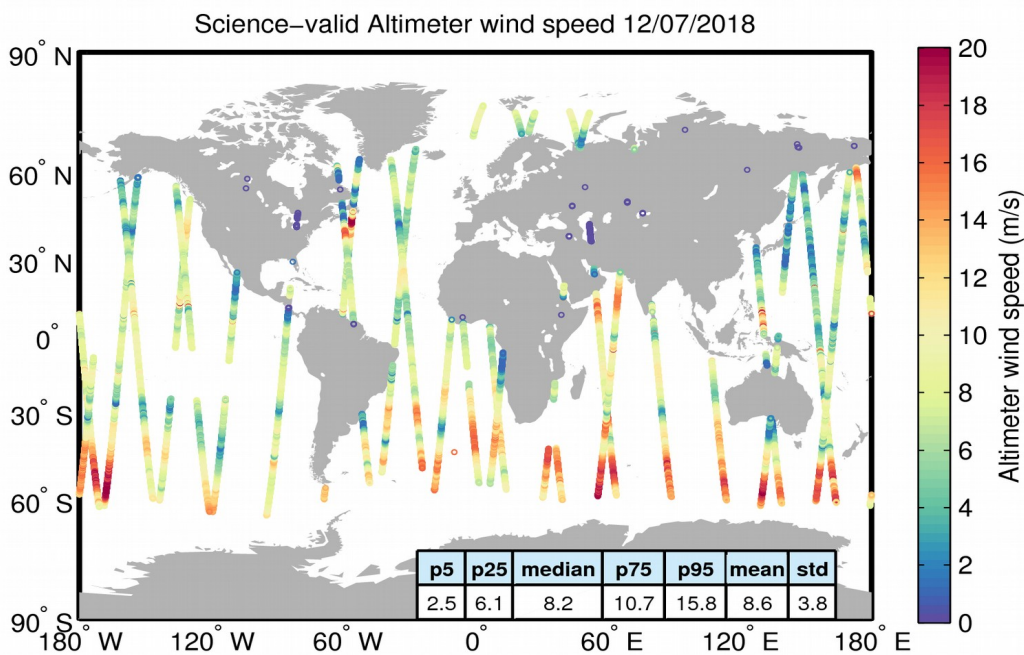 Science−valid Altimeter wind speed 12/07/2018
90° N
60° N
30° N
0°
30° S
60° S
90° S
180° W
120° W
60° W
0°
60° E
120° E
180° E
p5 p25 median p75 p95 mean std
2.5 6.1 8.2 10.7 15.8 8.6 3.8
20
18
16
14
12
10
8
6
4
2
0
Altimeter wind speed (m/s)